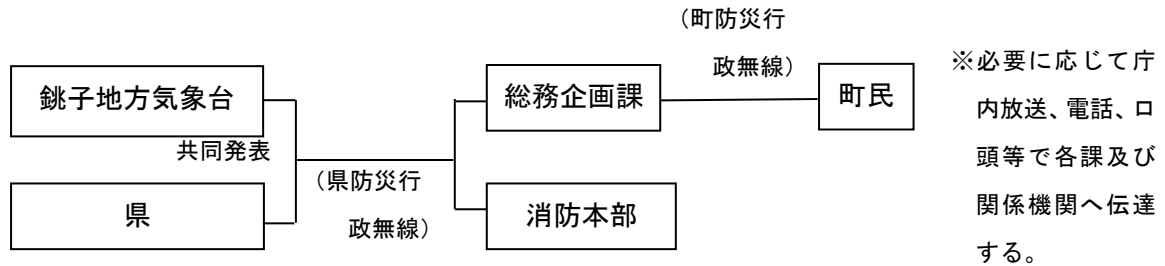 （町防災行
政無線）
銚子地方気象台
総務企画課
町民
共同発表
（県防災行
政無線）
県
消防本部
※必要に応じて庁
内放送、電話、口
頭等で各課及び
関係機関へ伝達
する。